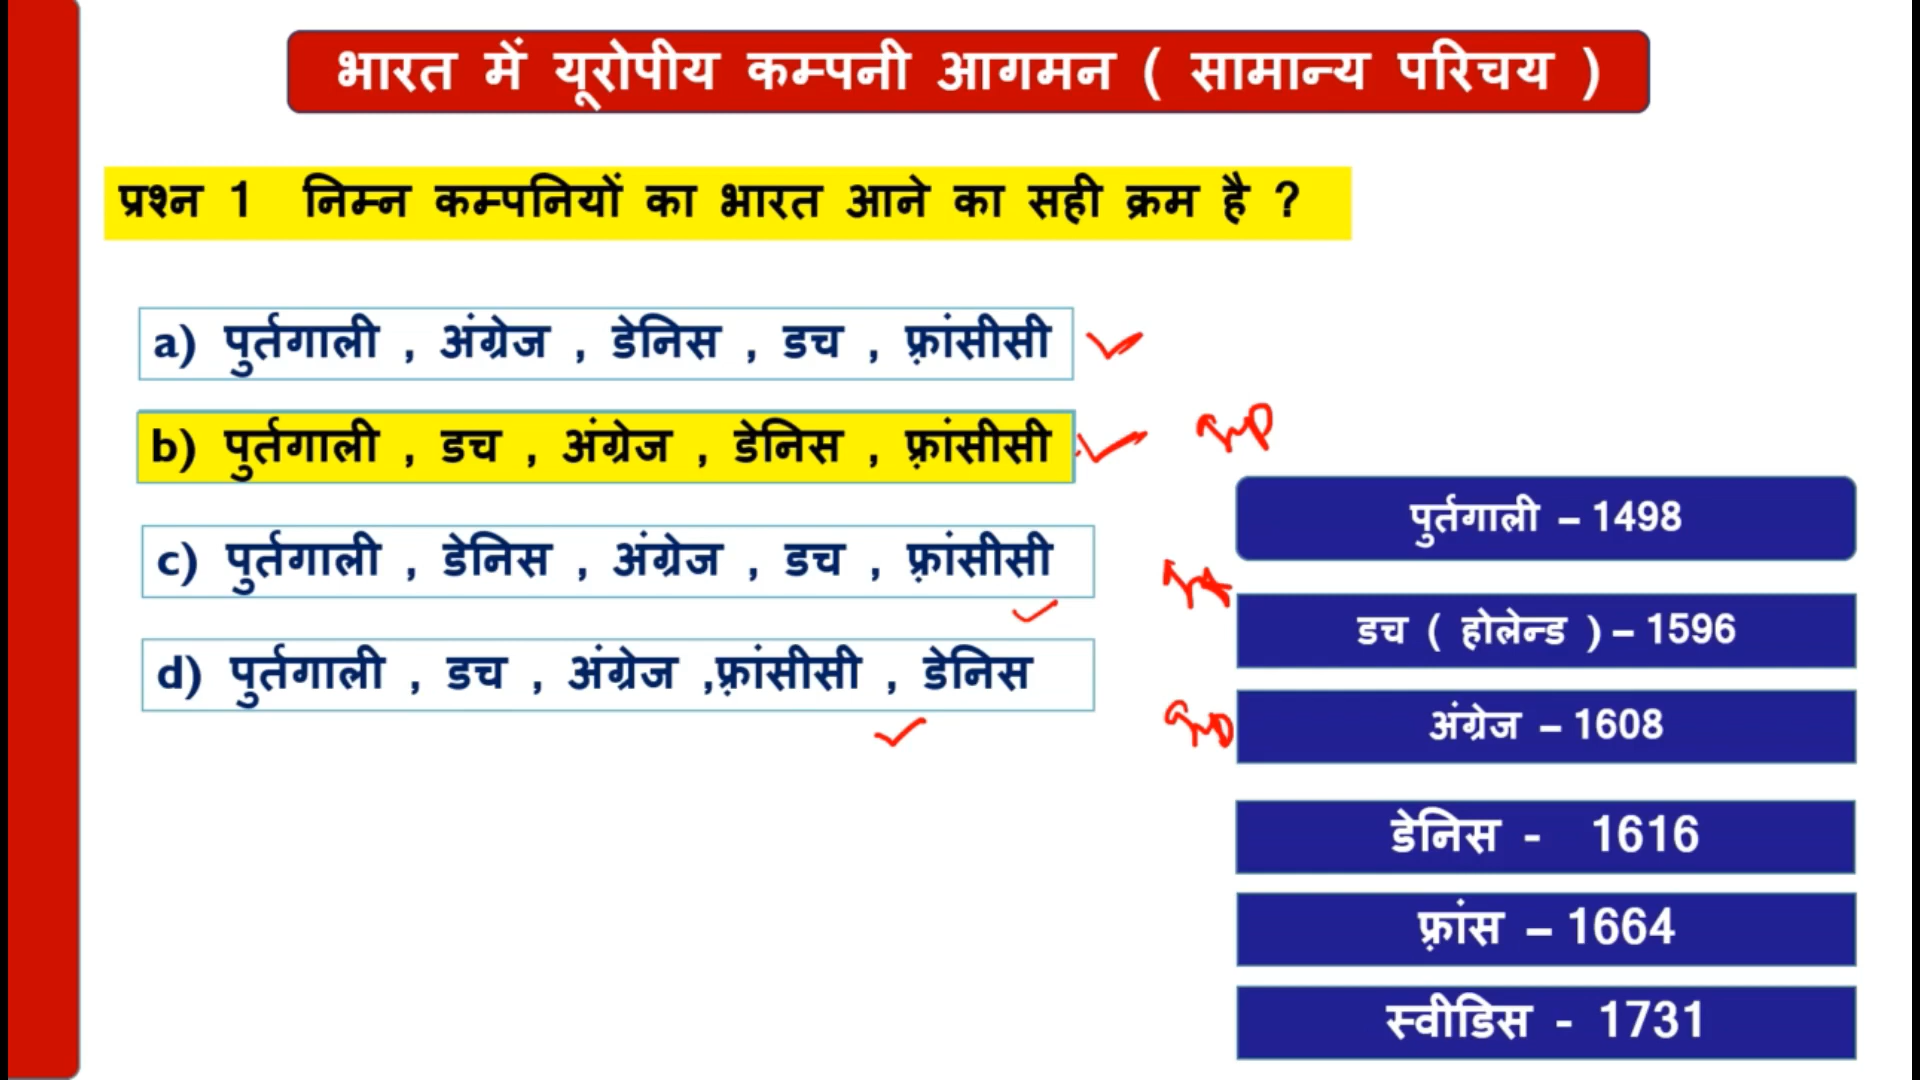 भारत में यूरोपीय कम्पनी आगमन ( सामान्य परिचय )
प्रश्न 1 निम्न कम्पनियों का भारत आने का सही क्रम है ?
a) पुर्तगाली , अंग्रेज , डेनिस , डच , फ़्रांसीसी
b) पुर्तगाली , डच , अंग्रेज , डेनिस , फ़्रांसीसी
c) पुर्तगाली , डेनिस , अंग्रेज , डच , फ़्रांसीसी
d) पुर्तगाली , डच , अंग्रेज ,फ़्रांसीसी , डेनिस
पुर्तगाली – 1498
डच ( होलेन्ड ) – 1596
अंग्रेज – 1608
डेनिस - 1616
फ़्रांस – 1664
स्वीडिस - 1731